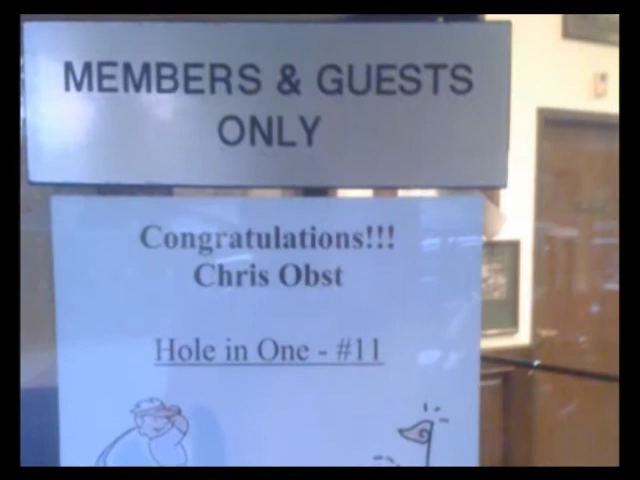 MEMBERS & GUESTS
ONLY
Congratulations!!!
Chris Obst
Hole in One - #11